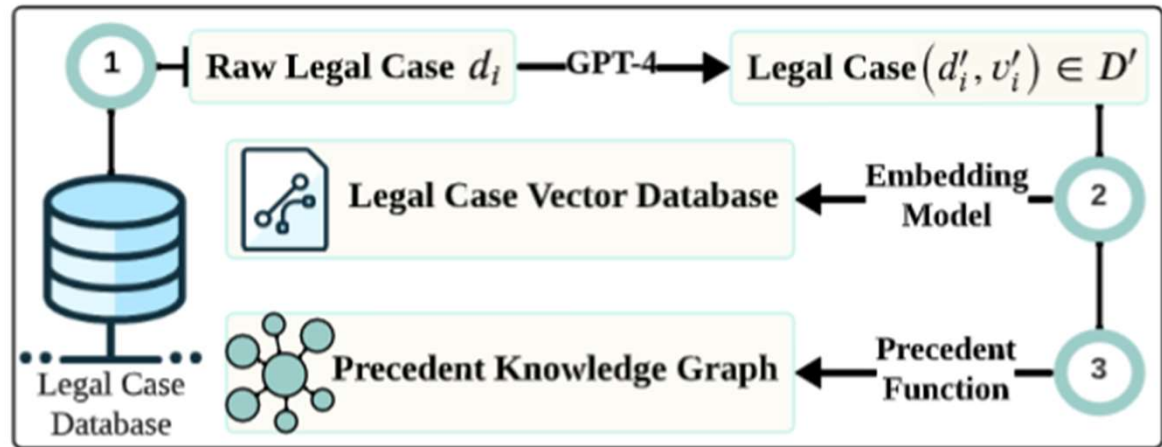 1
Raw Legal Case dᵢ
GPT-4
Legal Case(d′ᵢ, v′ᵢ) ∈ D′
Legal Case Vector Database
Embedding
Model
2
Precedent Knowledge Graph
Precedent
Function
3
Legal Case
Database